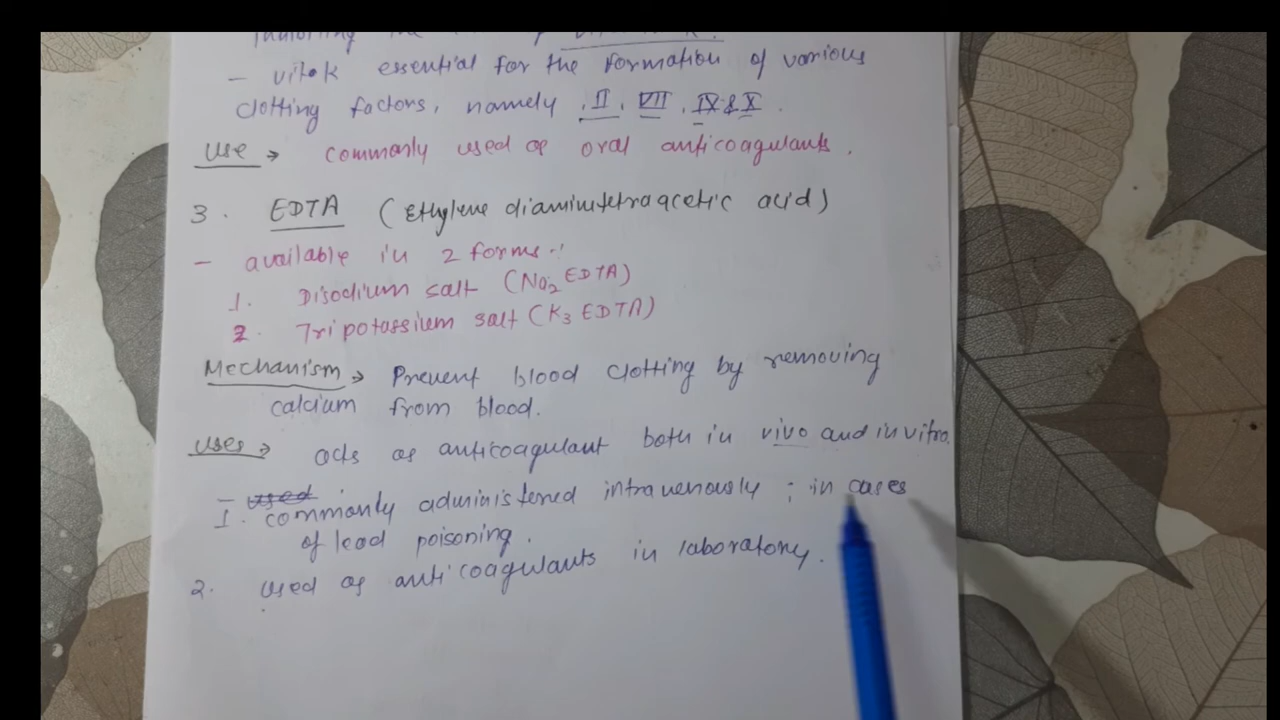 - vit.k essential for the formation of various
clotting factors, namely, II, VII, IX & X.
Use → commonly used as oral anticoagulants.
3. EDTA (Ethylene diaminetetraacetic acid)
- available in 2 forms:
1. Disodium salt (Na2 EDTA)
2. Tripotassium salt (K3 EDTA)
Mechanism → Prevent blood clotting by removing
calcium from blood.
Uses → acts as anticoagulant both in vivo and in vitro.
1. commonly administered intravenously; in cases
of lead poisoning.
2. used as anticoagulants in laboratory.